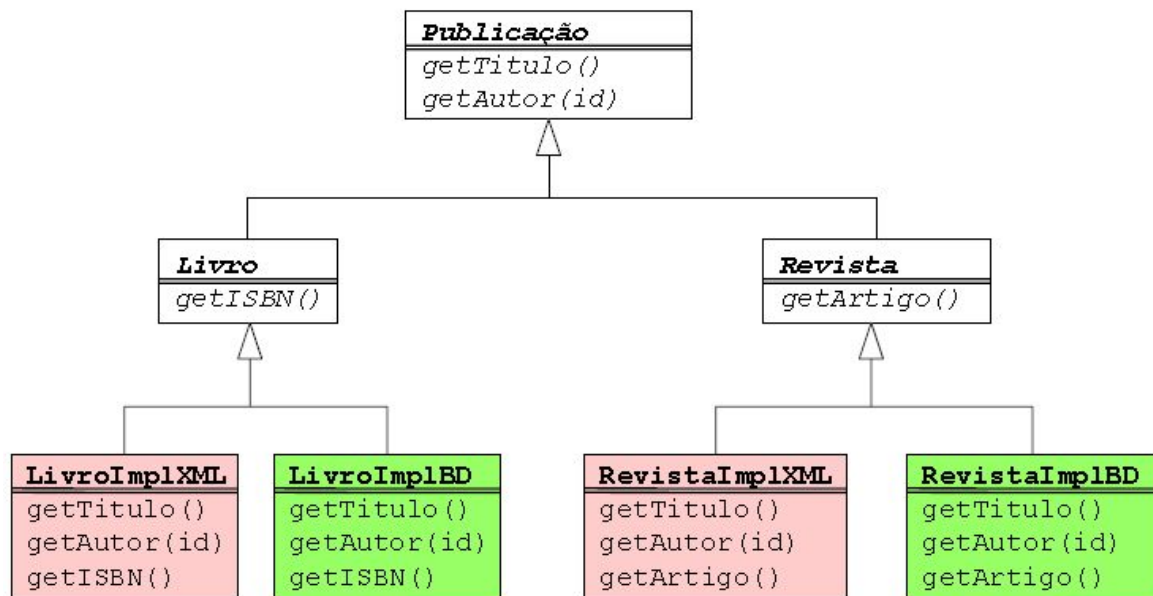 Publicação
getTitulo()
getAutor(id)
Livro
getISBN()
Revista
getArtigo()
LivroImplXML
getTitulo()
getAutor(id)
getISBN()
LivroImplBD
getTitulo()
getAutor(id)
getISBN()
RevistaImplXML
getTitulo()
getAutor(id)
getArtigo()
RevistaImplBD
getTitulo()
getAutor(id)
getArtigo()